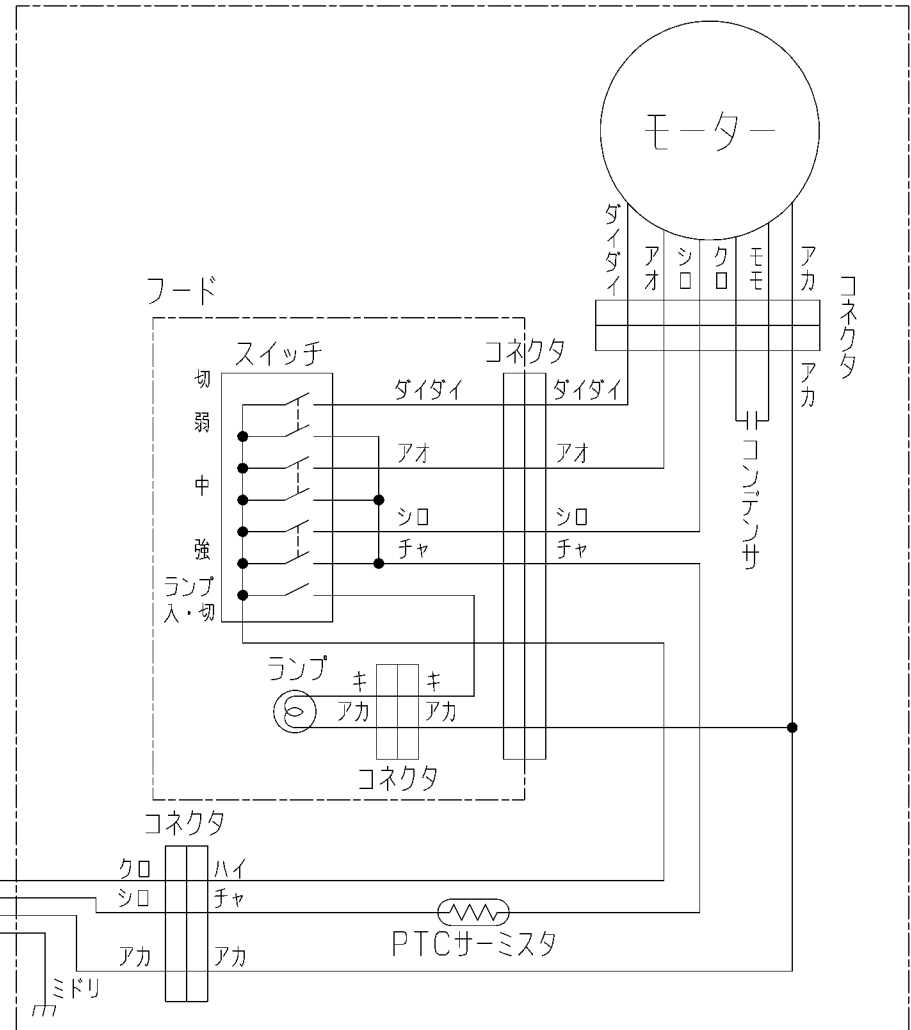 モーター
ダイダイ
アオ
シロ
クロ
モモ
アカ
コネクタ
アカ
フード
スイッチ
コネクタ
切
弱
中
強
ランプ
入・切
ダイダイ
ダイダイ
アオ
アオ
シロ
シロ
チャ
チャ
コンデンサ
ランプ
キ
キ
アカ
アカ
コネクタ
コネクタ
クロ
ハイ
シロ
チャ
PTCサーミスタ
アカ
アカ
ミドリ